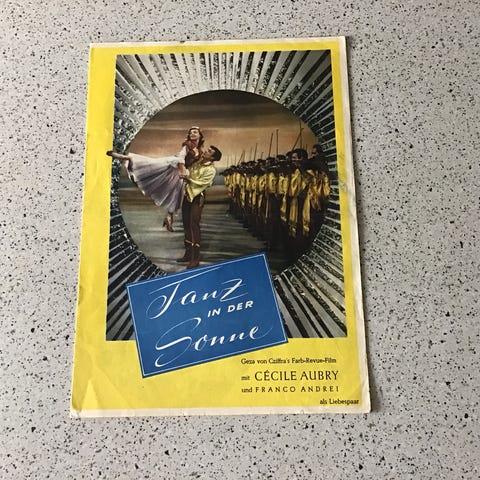 Tanz
IN DER
Sonne
Geza von Cziffra's Farb-Revue-Film
mit CÉCILE AUBRY
und FRANCO ANDREI
als Liebespaar